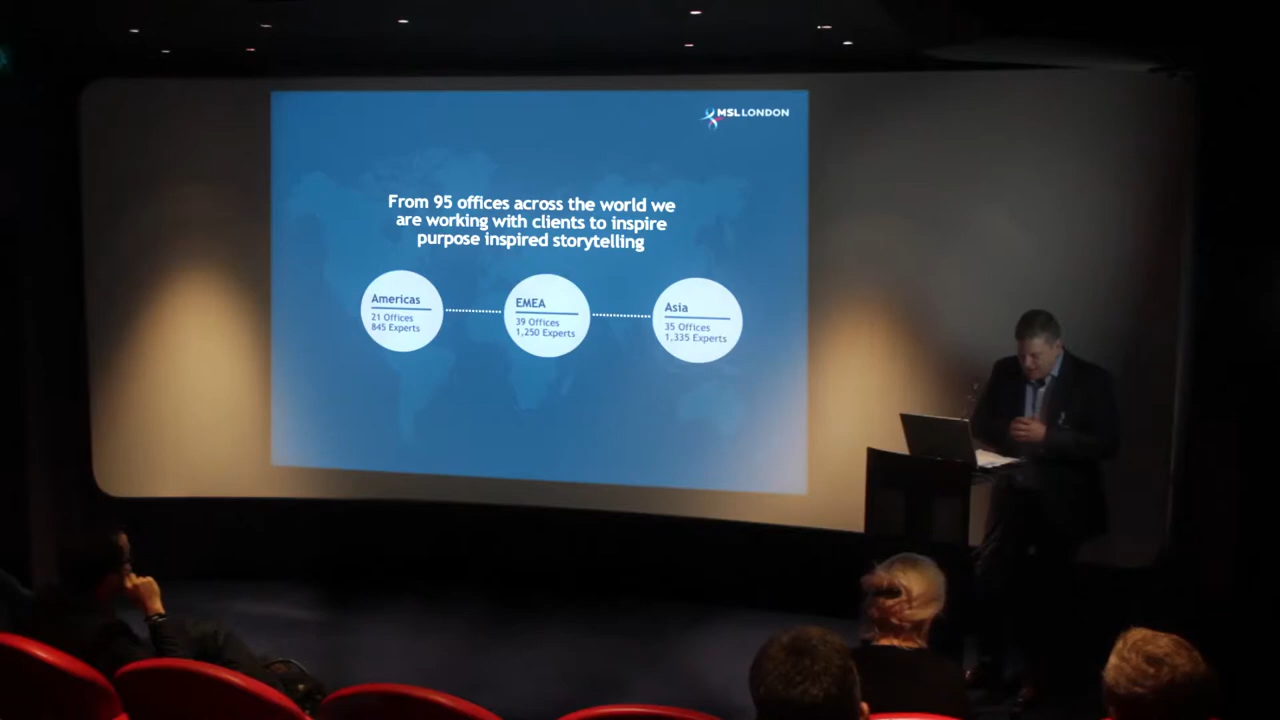 MSLLONDON
From 95 offices across the world we
are working with clients to inspire
purpose inspired storytelling
Americas
21 Offices
845 Experts
EMEA
39 Offices
1,250 Experts
Asia
35 Offices
1,335 Experts